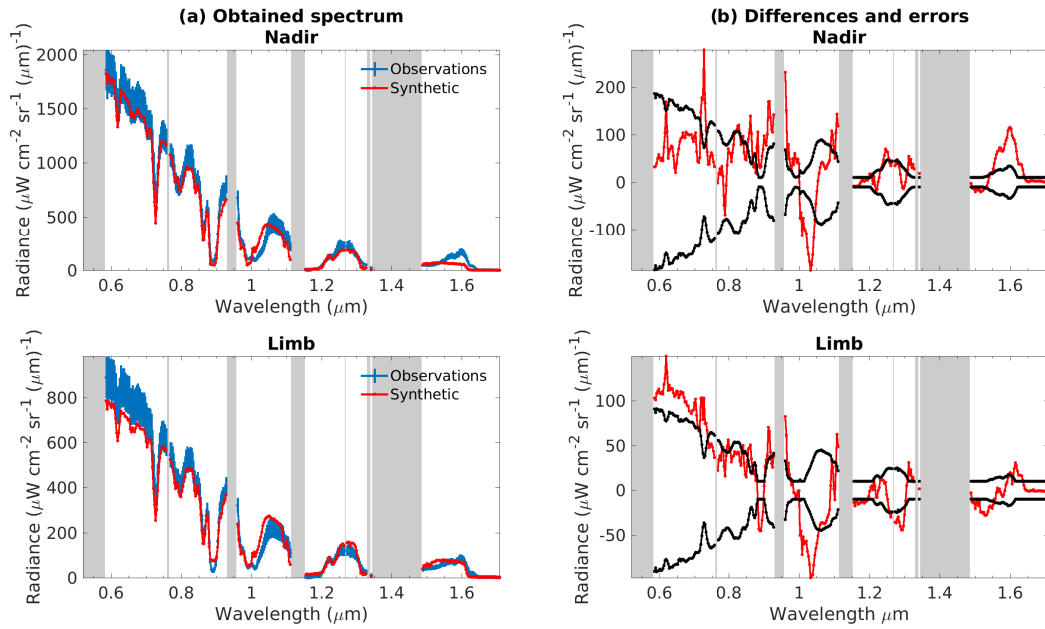 (a) Obtained spectrum
Nadir
Radiance (μW cm-2 sr-1 (μm)-1)
2000
1500
1000
500
0
Observations
Synthetic
0.6 0.8 1 1.2 1.4 1.6
Wavelength (μm)
(b) Differences and errors
Nadir
Radiance (μW cm-2 sr-1 (μm)-1)
200
100
0
-100
0.6 0.8 1 1.2 1.4 1.6
Wavelength (μm)
Limb
Radiance (μW cm-2 sr-1 (μm)-1)
800
600
400
200
0
Observations
Synthetic
0.6 0.8 1 1.2 1.4 1.6
Wavelength (μm)
Limb
Radiance (μW cm-2 sr-1 (μm)-1)
100
50
0
-50
0.6 0.8 1 1.2 1.4 1.6
Wavelength μm